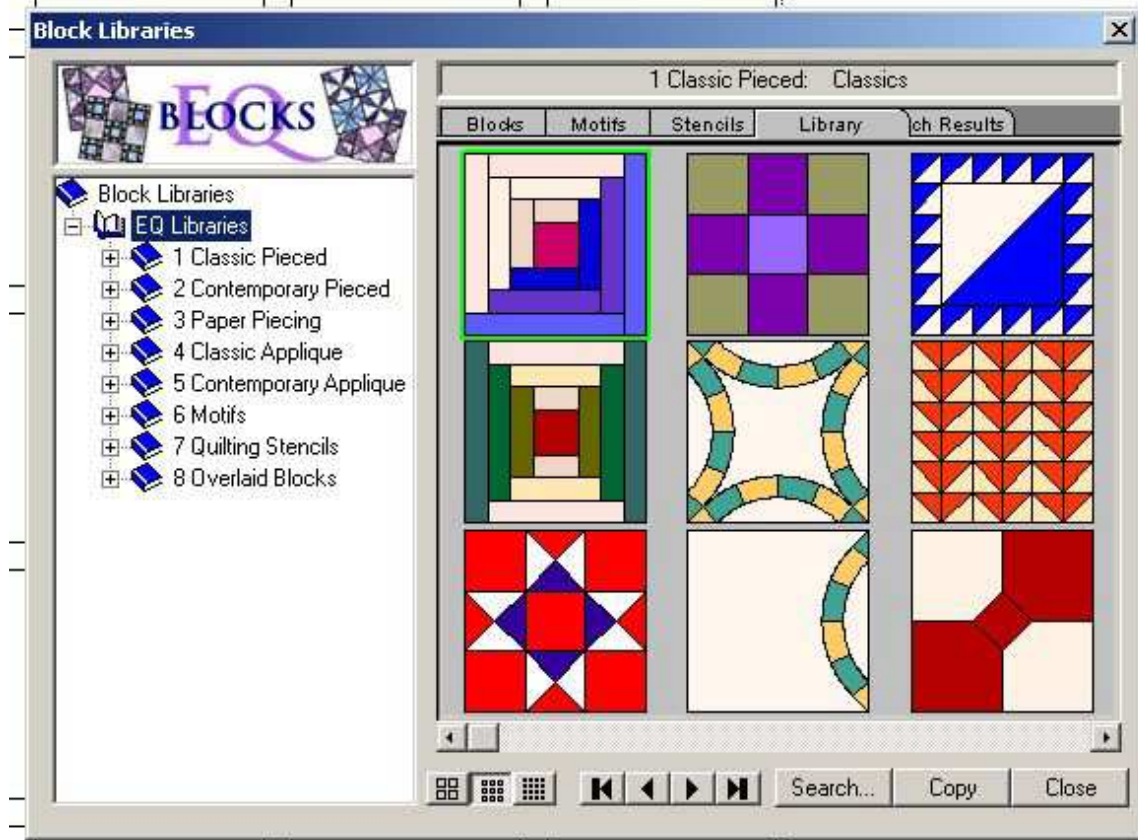 Block Libraries
EQ
BLOCKS
1 Classic Pieced: Classics
Blocks Motifs Stencils Library ch Results
Block Libraries
EQ Libraries
1 Classic Pieced
2 Contemporary Pieced
3 Paper Piecing
4 Classic Applique
5 Contemporary Applique
6 Motifs
7 Quilting Stencils
8 Overlaid Blocks
Search... Copy Close